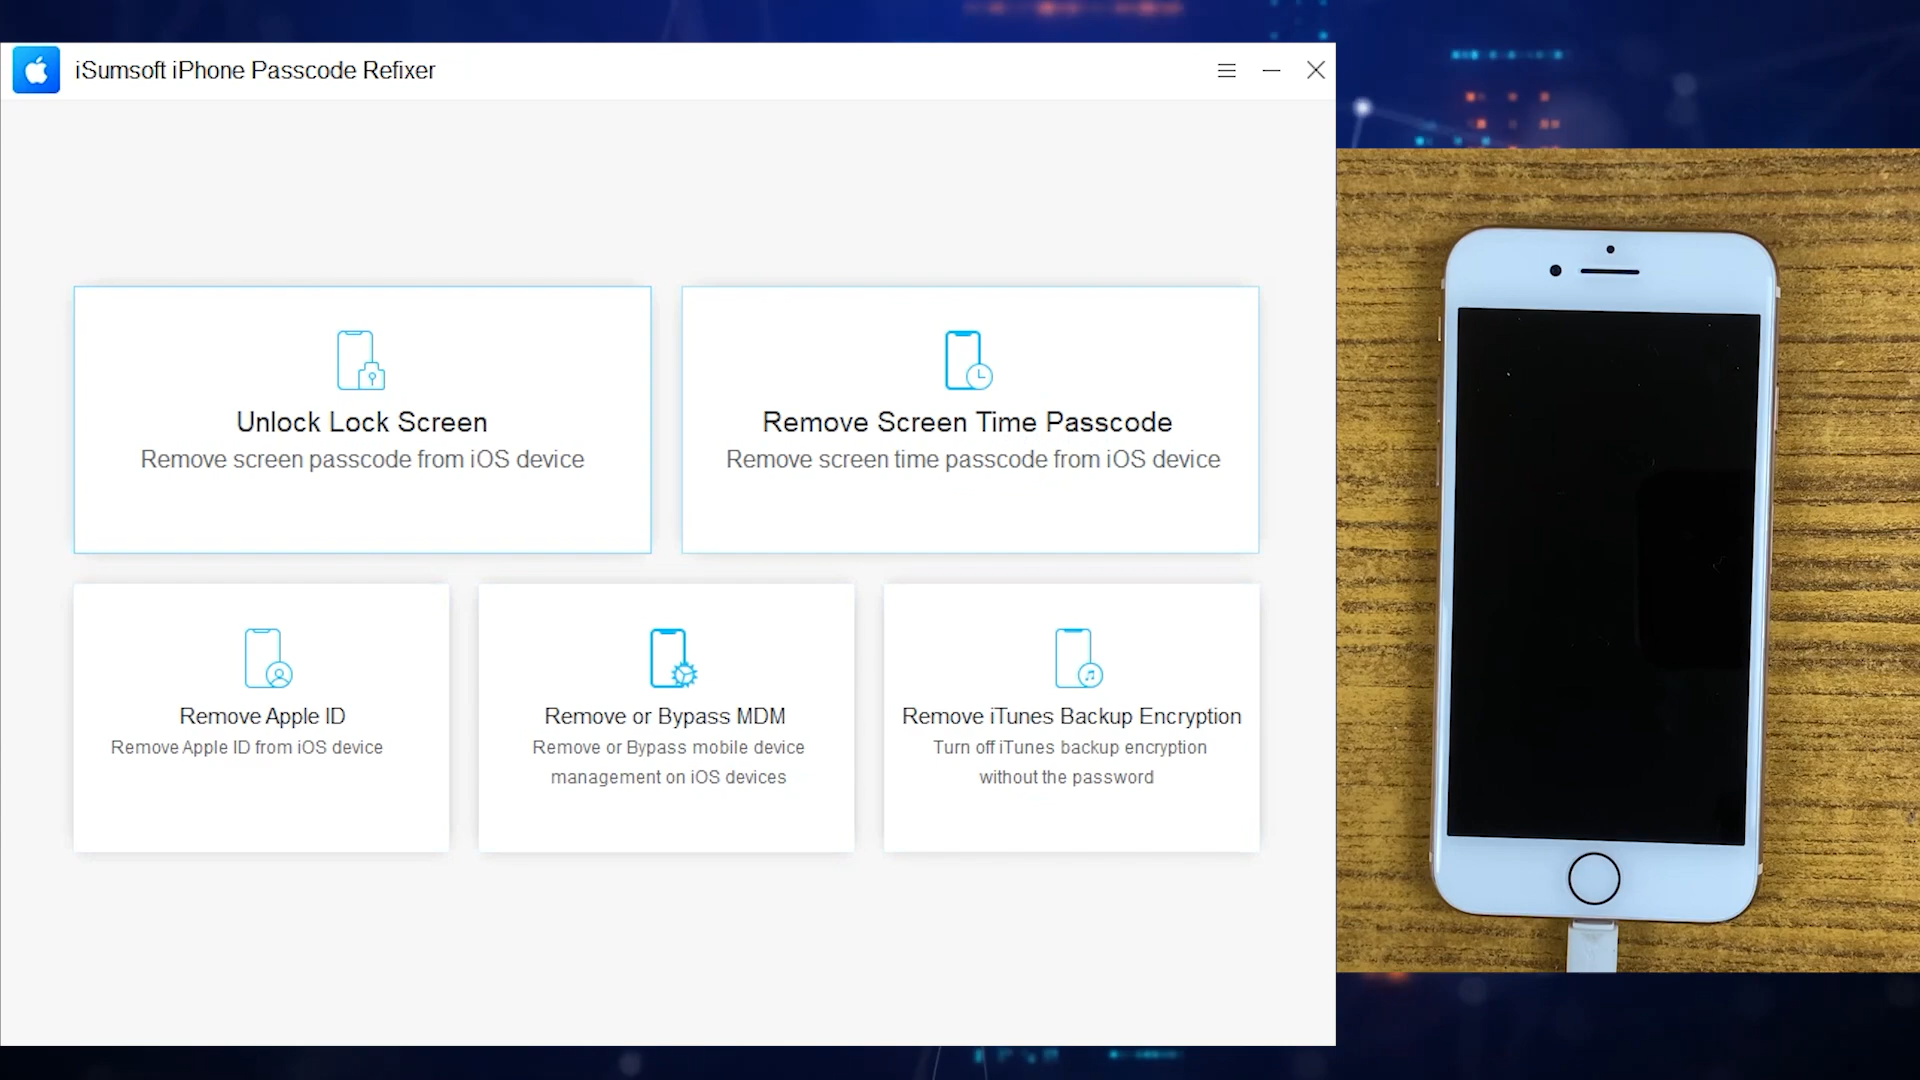 iSumsoft iPhone Passcode Refixer
Unlock Lock Screen
Remove screen passcode from iOS device
Remove Screen Time Passcode
Remove screen time passcode from iOS device
Remove Apple ID
Remove Apple ID from iOS device
Remove or Bypass MDM
Remove or Bypass mobile device
management on iOS devices
Remove iTunes Backup Encryption
Turn off iTunes backup encryption
without the password